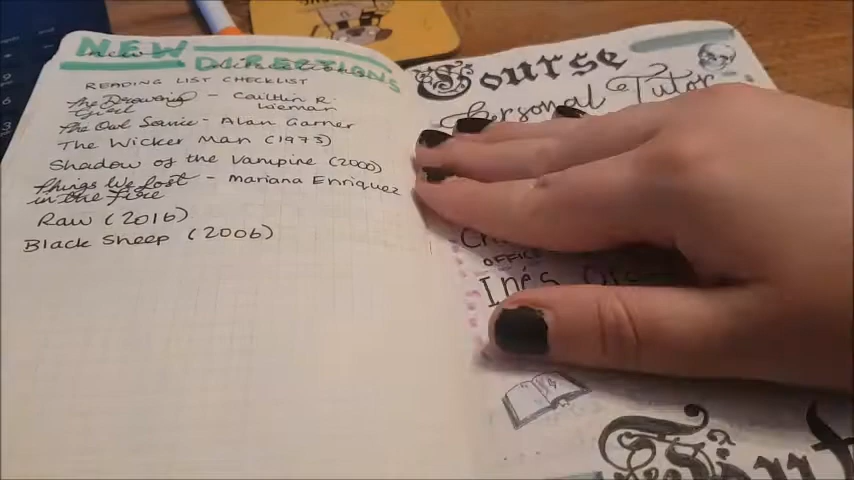 NEW DIRECTIONS
READING LIST CHECKLIST
The Drowning Girl - Caitlín R. Kiernan
The Owl Service - Alan Garner
The Wicker Man (1973)
Shadow of the Vampire (2000)
Things We Lost in the Fire - Mariana Enriquez
Raw (2016)
Black Sheep (2006)
Course
Personal Tutor
OFFICE
Inés